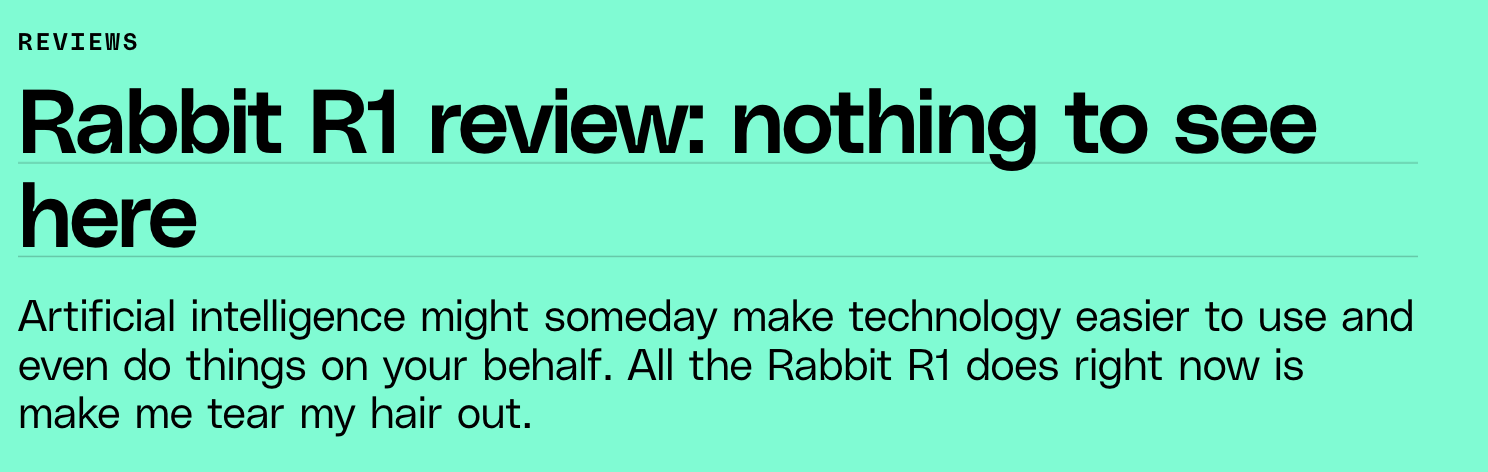 REVIEWS
Rabbit R1 review: nothing to see
here
Artificial intelligence might someday make technology easier to use and
even do things on your behalf. All the Rabbit R1 does right now is
make me tear my hair out.